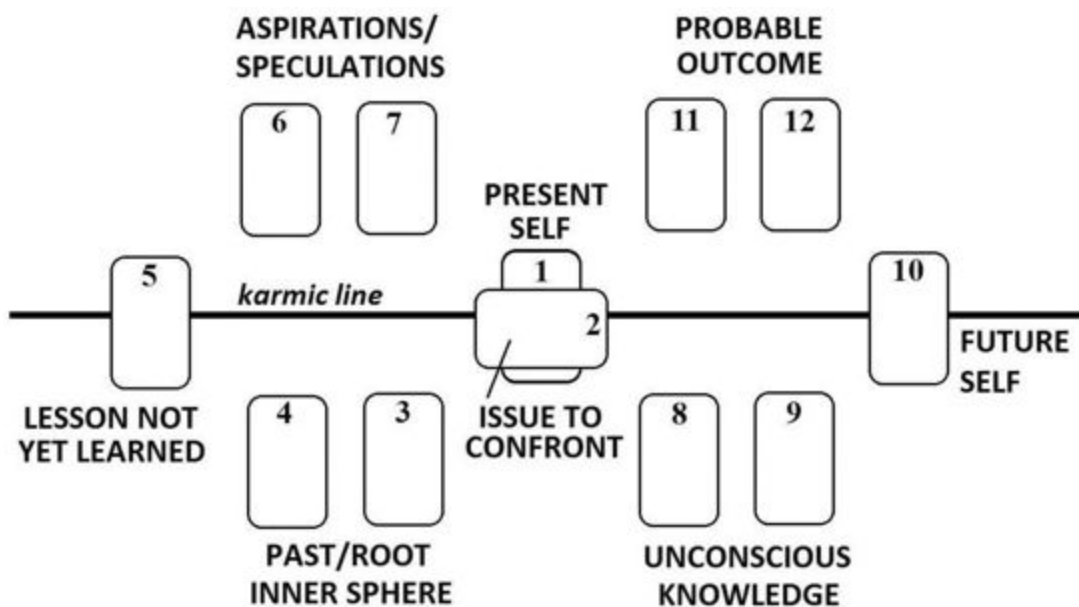 ASPIRATIONS/
SPECULATIONS
PROBABLE
OUTCOME
6
7
11
12
PRESENT
SELF
5
karmic line
1
2
10
FUTURE
SELF
LESSON NOT
YET LEARNED
4
3
ISSUE TO
CONFRONT
8
9
PAST/ROOT
INNER SPHERE
UNCONSCIOUS
KNOWLEDGE